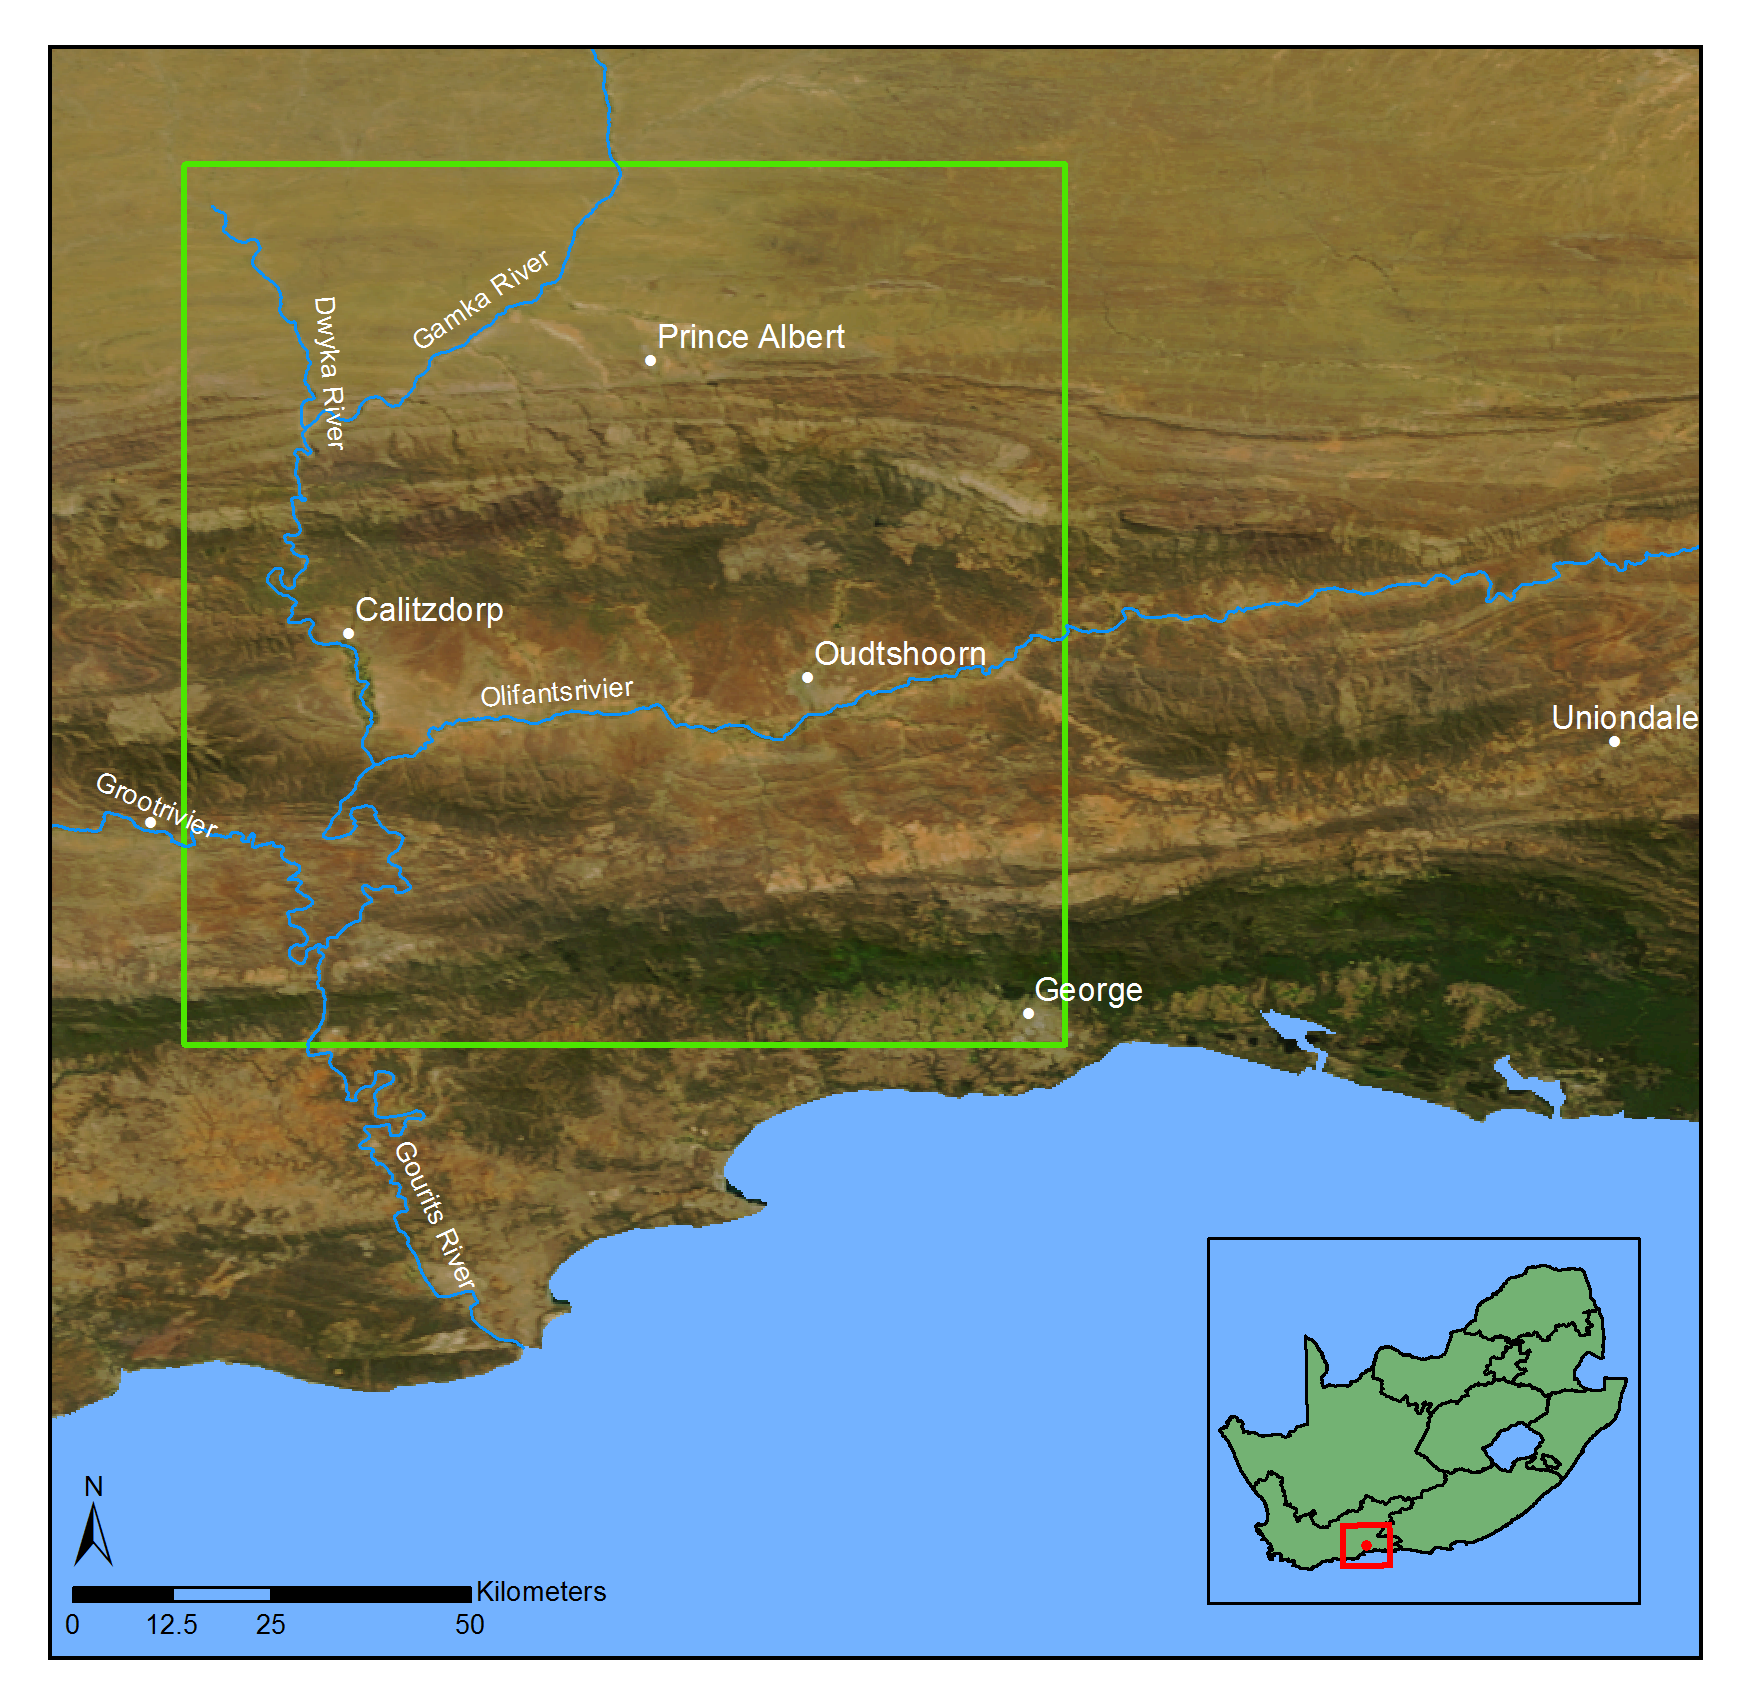 Gamka River
Dwyka River
Prince Albert
Calitzdorp
Oudtshoorn
Olifantsrivier
Uniondale
Grootrivier
George
Gourits River
N
Kilometers
0 12.5 25 50